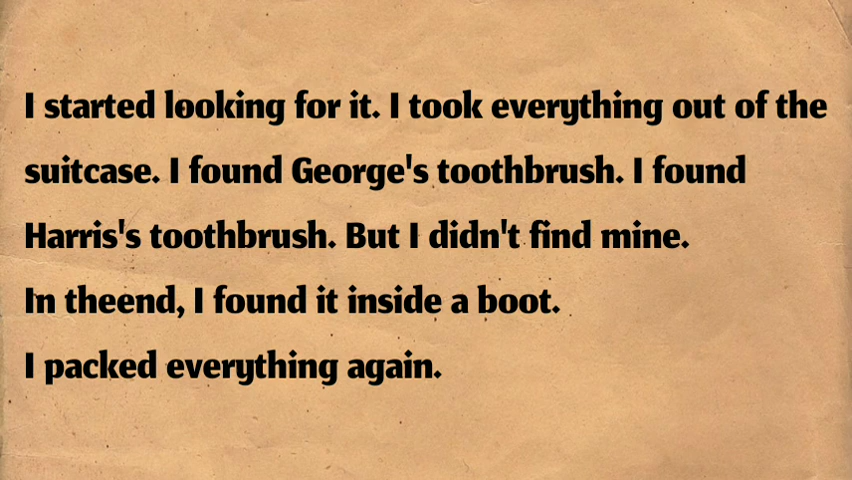 I started looking for it. I took everything out of the
suitcase. I found George's toothbrush. I found
Harris's toothbrush. But I didn't find mine.
In theend, I found it inside a boot.
I packed everything again.